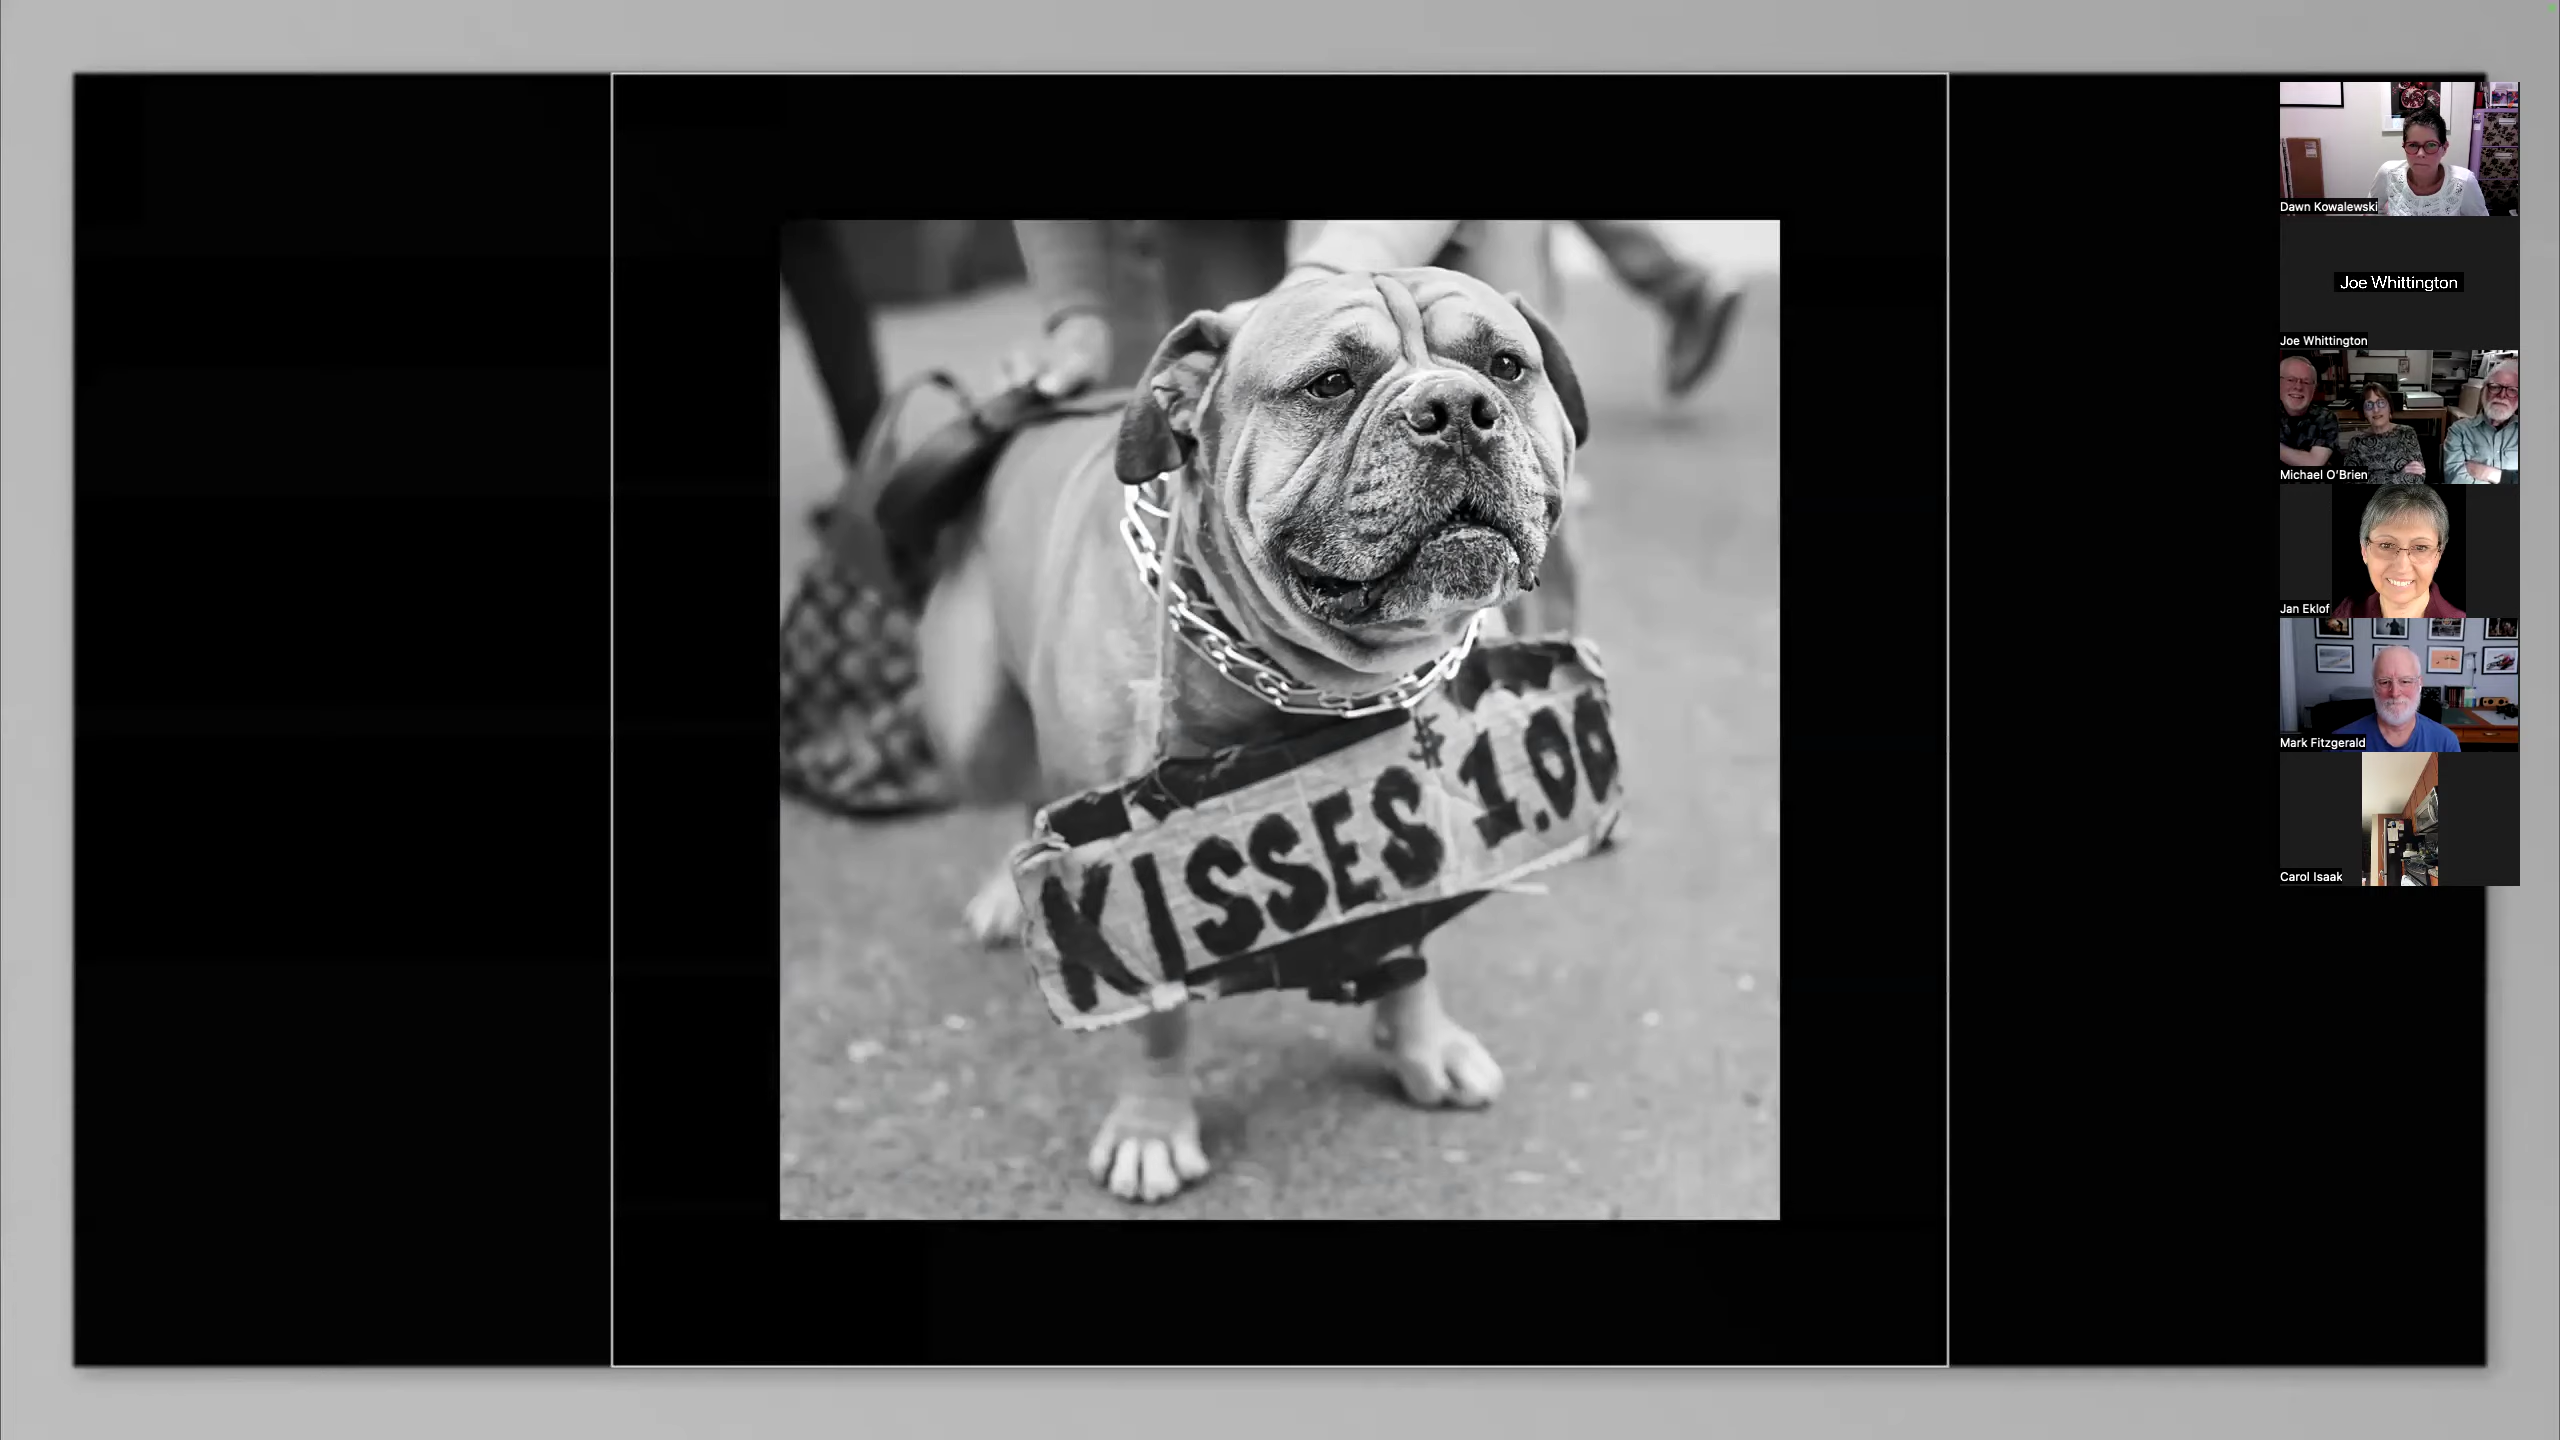 KISSES $1.00
Dawn Kowalewski
Joe Whittington
Joe Whittington
Michael O'Brien
Jan Eklof
Mark Fitzgerald
Carol Isaak